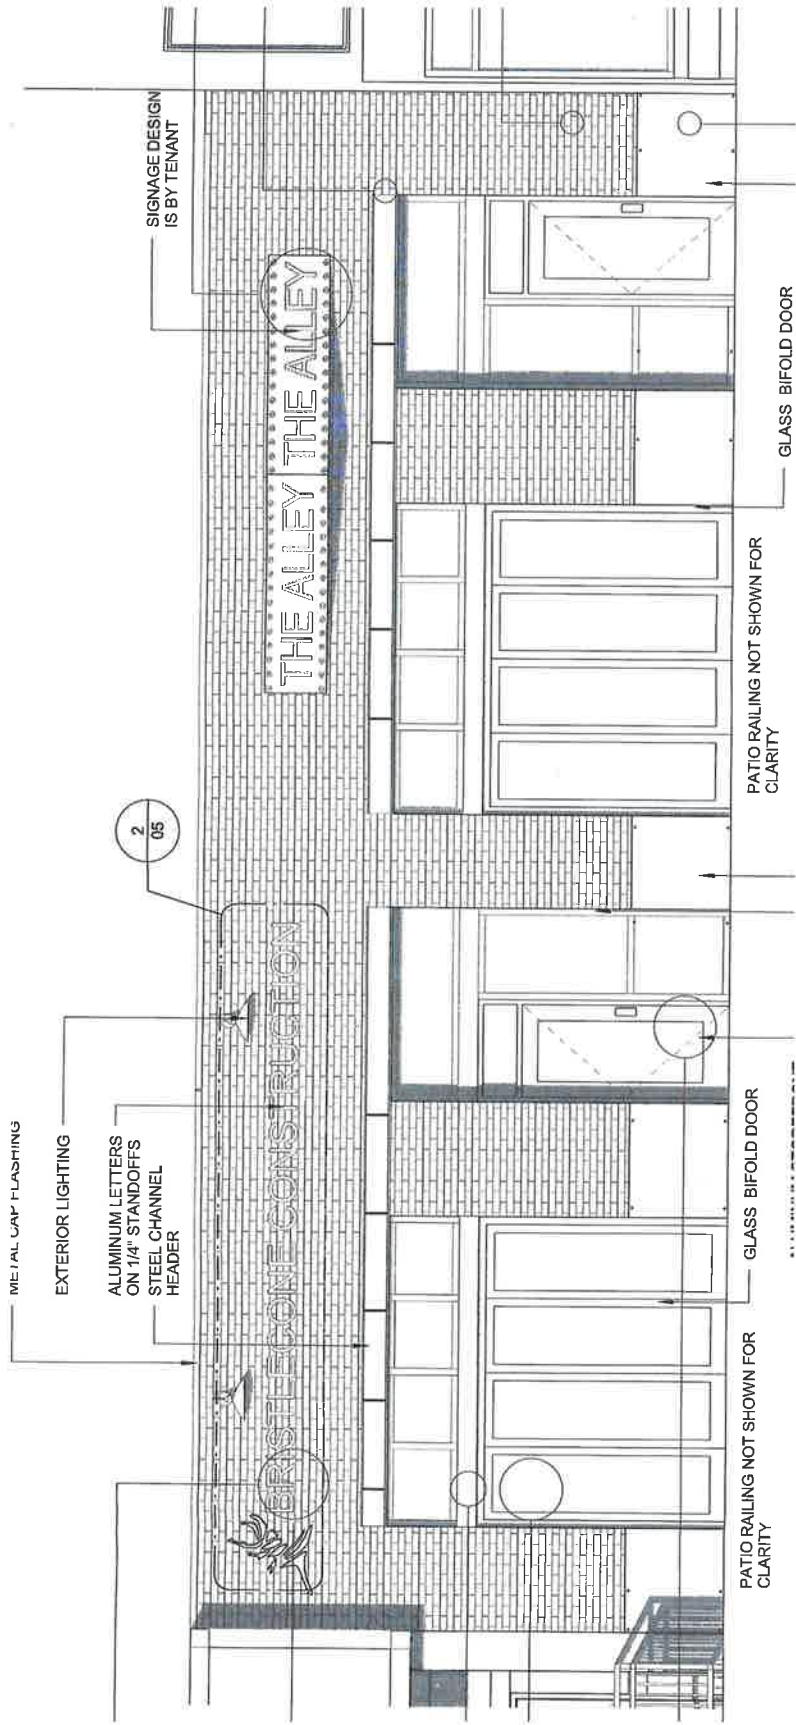 METAL CAP FLASHING
EXTERIOR LIGHTING
ALUMINUM LETTERS
ON 1/4" STANDOFFS
STEEL CHANNEL
HEADER
2
05
SIGNAGE DESIGN
IS BY TENANT
BRISTLECONE CONSTRUCTION
THE ALLEY THE ALLEY
PATIO RAILING NOT SHOWN FOR
CLARITY
GLASS BIFOLD DOOR
PATIO RAILING NOT SHOWN FOR
CLARITY
GLASS BIFOLD DOOR